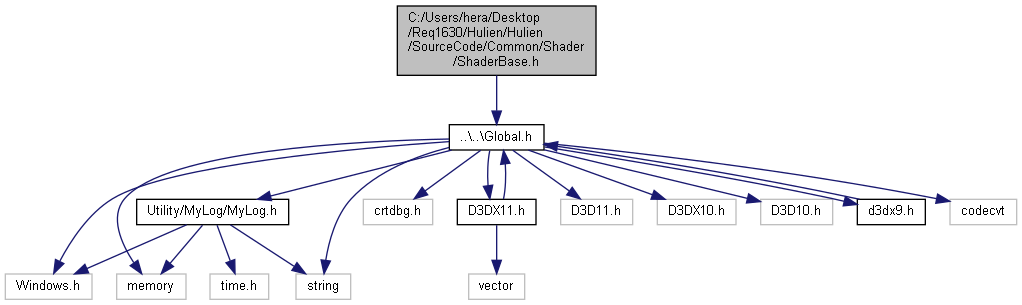 C:/Users/hera/Desktop
/Req1630/Hulien/Hulien
/SourceCode/Common/Shader
/ShaderBase.h
..\..\Global.h
Utility/MyLog/MyLog.h
crtdbg.h
D3DX11.h
D3D11.h
D3DX10.h
D3D10.h
d3dx9.h
codecvt
Windows.h
memory
time.h
string
vector